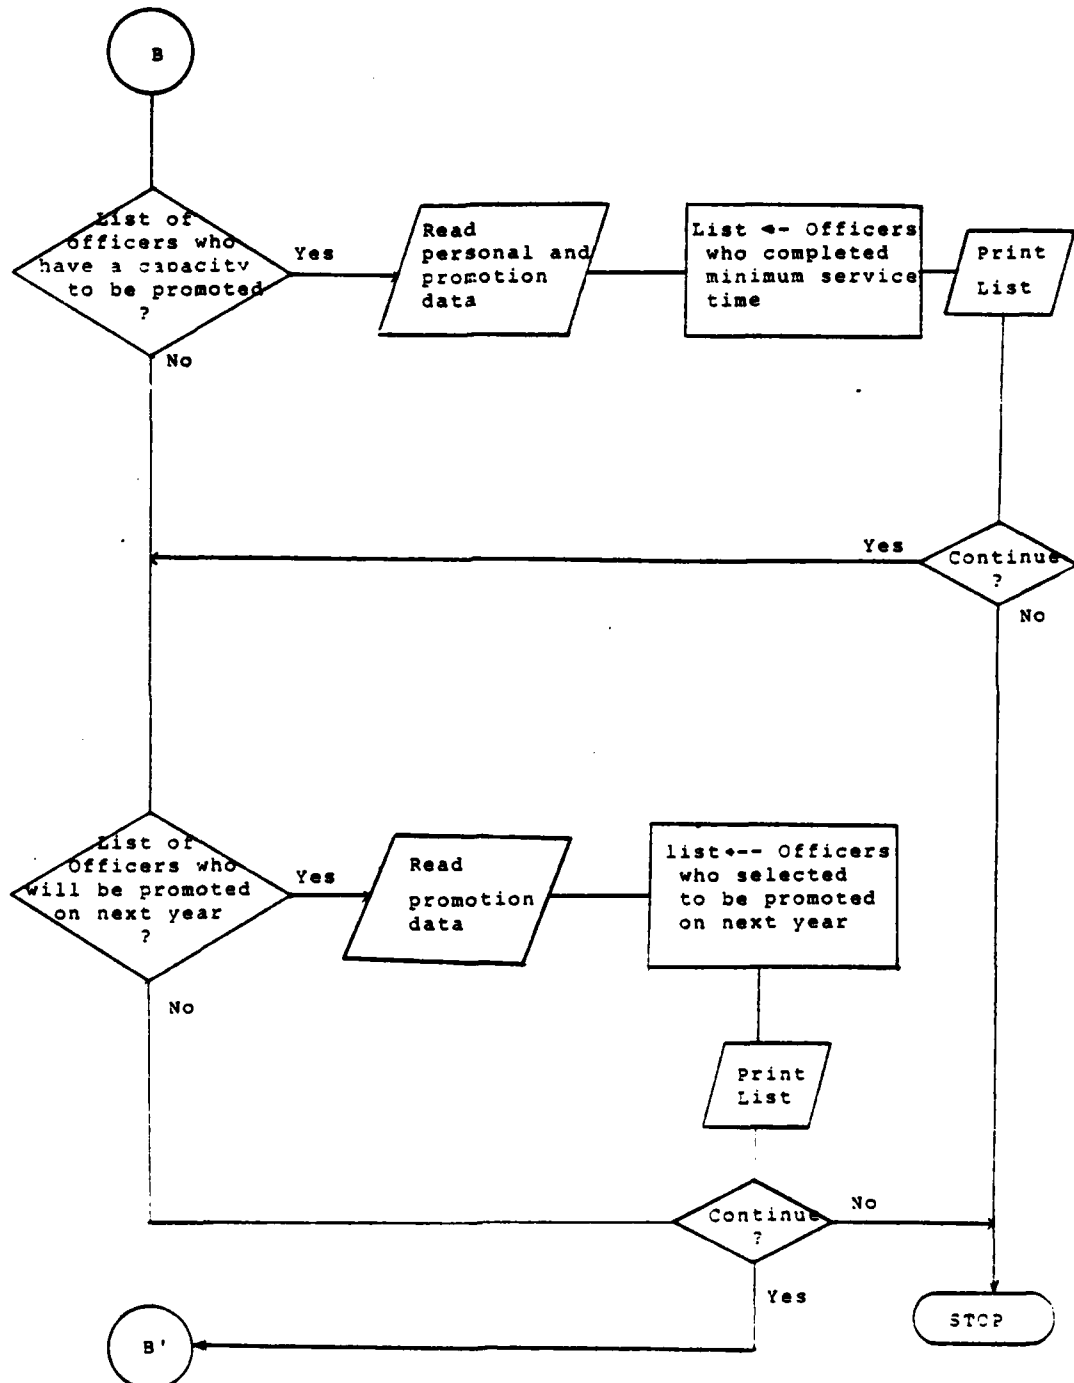 B
List of
officers who
have a capacity
to be promoted
?
Yes
No
Read
personal and
promotion
data
List ◄- Officers
who completed
minimum service
time
Print
List
Yes
Continue
?
No
List of
Officers who
will be promoted
on next year
?
Yes
No
Read
promotion
data
list◄-- Officers
who selected
to be promoted
on next year
Print
List
Continue
?
No
Yes
STOP
B'